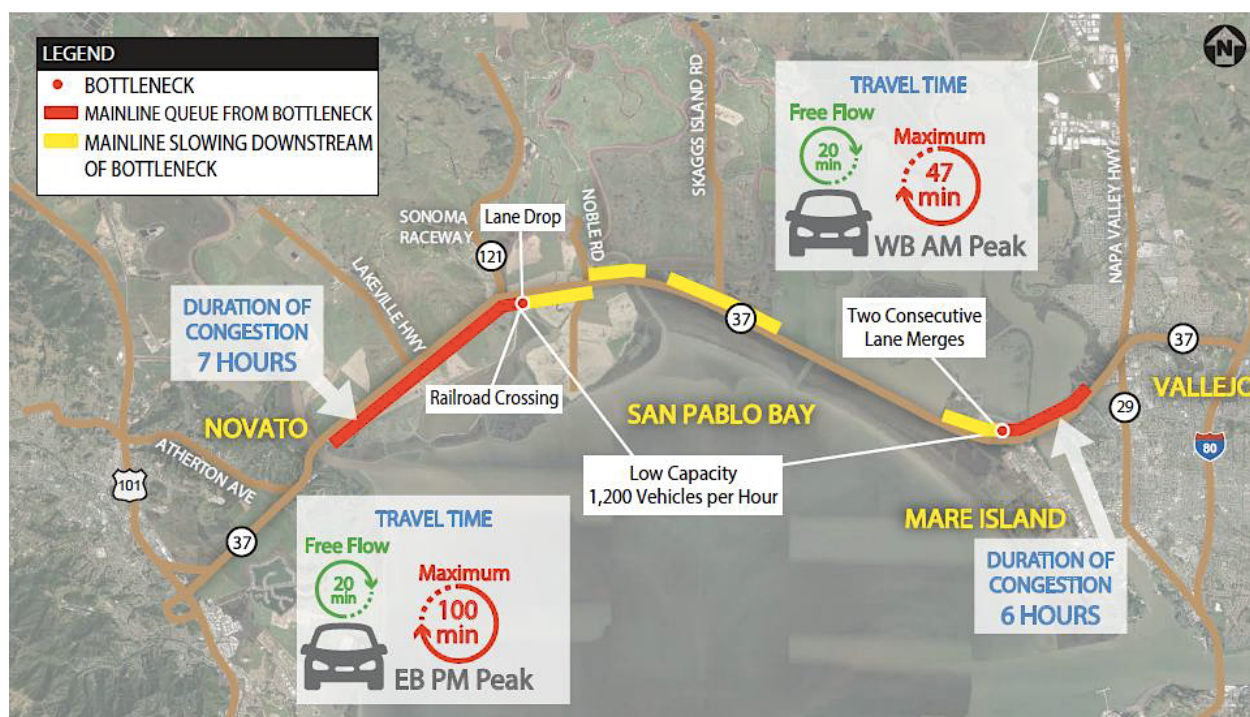 LEGEND
BOTTLENECK
MAINLINE QUEUE FROM BOTTLENECK
MAINLINE SLOWING DOWNSTREAM
OF BOTTLENECK
N
TRAVEL TIME
Free Flow
20
min
Maximum
47
min
WB AM Peak
SKAGGS ISLAND RD
NAPA VALLEY HWY
SONOMA
RACEWAY
Lane Drop
NOBLE RD
121
LAKEVILLE HWY
DURATION OF
CONGESTION
7 HOURS
37
Two Consecutive
Lane Merges
37
VALLEJO
Railroad Crossing
NOVATO
SAN PABLO BAY
29
80
ATHERTON AVE
101
Low Capacity
1,200 Vehicles per Hour
MARE ISLAND
37
TRAVEL TIME
Free Flow
20
min
Maximum
100
min
EB PM Peak
DURATION OF
CONGESTION
6 HOURS